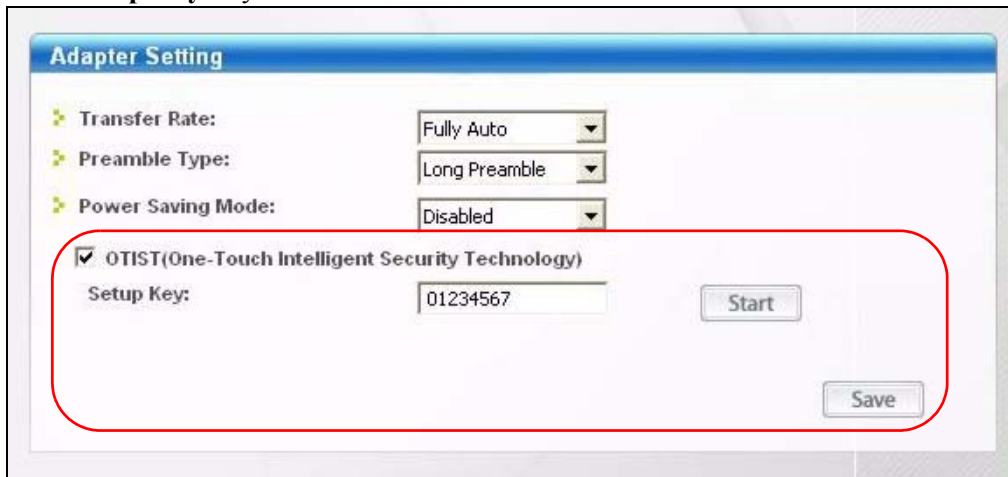 Adapter Setting
Transfer Rate: Fully Auto
Preamble Type: Long Preamble
Power Saving Mode: Disabled
OTIST(One-Touch Intelligent Security Technology)
Setup Key: 01234567 Start
Save